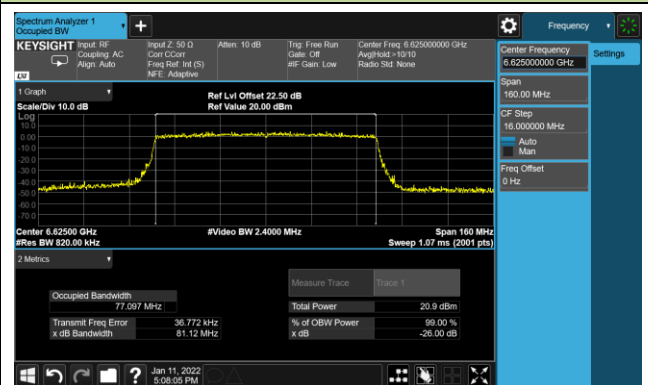 Spectrum Analyzer 1
Occupied BW
Frequency
KEYSIGHT
Input: RF
Coupling: AC
Align: Auto
Input Z: 50 Ω
Corr CCorr
Freq Ref: Int (S)
NFE: Adaptive
Atten: 10 dB
Trig: Free Run
Gate: Off
#IF Gain: Low
Center Freq: 6.625000000 GHz
Avg|Hold:>10/10
Radio Std: None
LXI
Center Frequency
6.625000000 GHz
Settings
Span
160.00 MHz
CF Step
16.000000 MHz
Auto
Man
Freq Offset
0 Hz
1 Graph
Scale/Div 10.0 dB
Ref Lvl Offset 22.50 dB
Ref Value 20.00 dBm
Log
10.0
0.00
-10.0
-20.0
-30.0
-40.0
-50.0
-60.0
-70.0
Center 6.62500 GHz
#Res BW 820.00 kHz
#Video BW 2.4000 MHz
Span 160 MHz
Sweep 1.07 ms (2001 pts)
2 Metrics
Measure Trace
Trace 1
Occupied Bandwidth
77.097 MHz
Total Power
20.9 dBm
Transmit Freq Error
36.772 kHz
% of OBW Power
99.00 %
x dB Bandwidth
81.12 MHz
x dB
-26.00 dB
?
Jan 11, 2022
5:08:05 PM